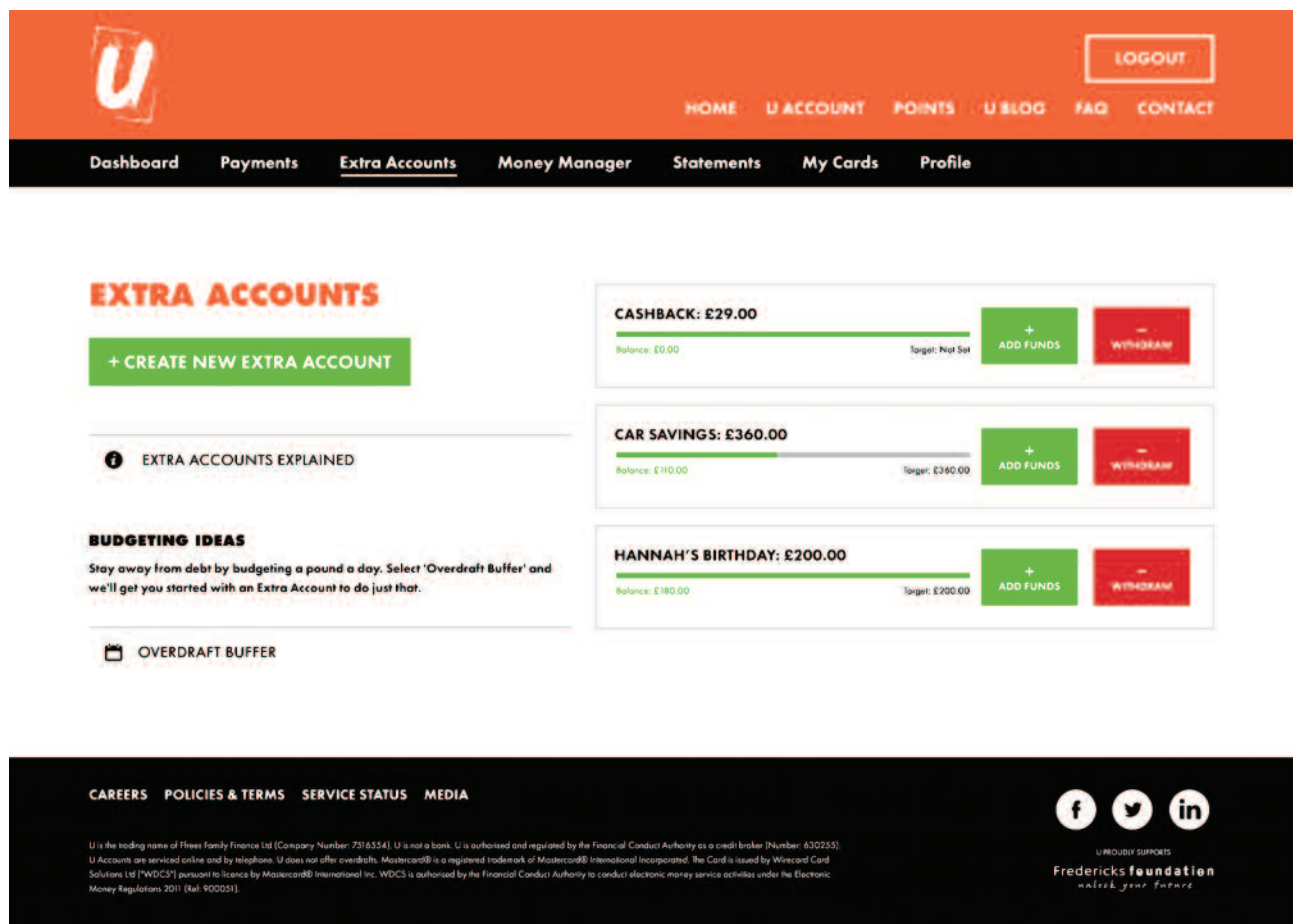 U
LOGOUT
HOME U ACCOUNT POINTS U BLOG FAQ CONTACT
Dashboard Payments Extra Accounts Money Manager Statements My Cards Profile
EXTRA ACCOUNTS
+ CREATE NEW EXTRA ACCOUNT
EXTRA ACCOUNTS EXPLAINED
BUDGETING IDEAS
Stay away from debt by budgeting a pound a day. Select 'Overdraft Buffer' and
we'll get you started with an Extra Account to do just that.
OVERDRAFT BUFFER
CASHBACK: £29.00
Balance: £0.00 Target: Not Set
+
ADD FUNDS
–
WITHDRAW
CAR SAVINGS: £360.00
Balance: £110.00 Target: £360.00
+
ADD FUNDS
–
WITHDRAW
HANNAH'S BIRTHDAY: £200.00
Balance: £180.00 Target: £200.00
+
ADD FUNDS
–
WITHDRAW
CAREERS POLICIES & TERMS SERVICE STATUS MEDIA
U is the trading name of Ffrees Family Finance Ltd (Company Number: 7516554). U is not a bank. U is authorised and regulated by the Financial Conduct Authority as a credit broker (Number: 630255).
U Accounts are serviced online and by telephone. U does not offer overdrafts. Mastercard® is a registered trademark of Mastercard® International Incorporated. The Card is issued by Wirecard Card
Solutions Ltd ("WDCS") pursuant to licence by Mastercard® International Inc. WDCS is authorised by the Financial Conduct Authority to conduct electronic money service activities under the Electronic
Money Regulations 2011 (Ref: 900051).
f in
U PROUDLY SUPPORTS
Fredericks foundation
unlock your future